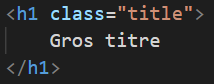 <h1 class="title">
    Gros titre
</h1>